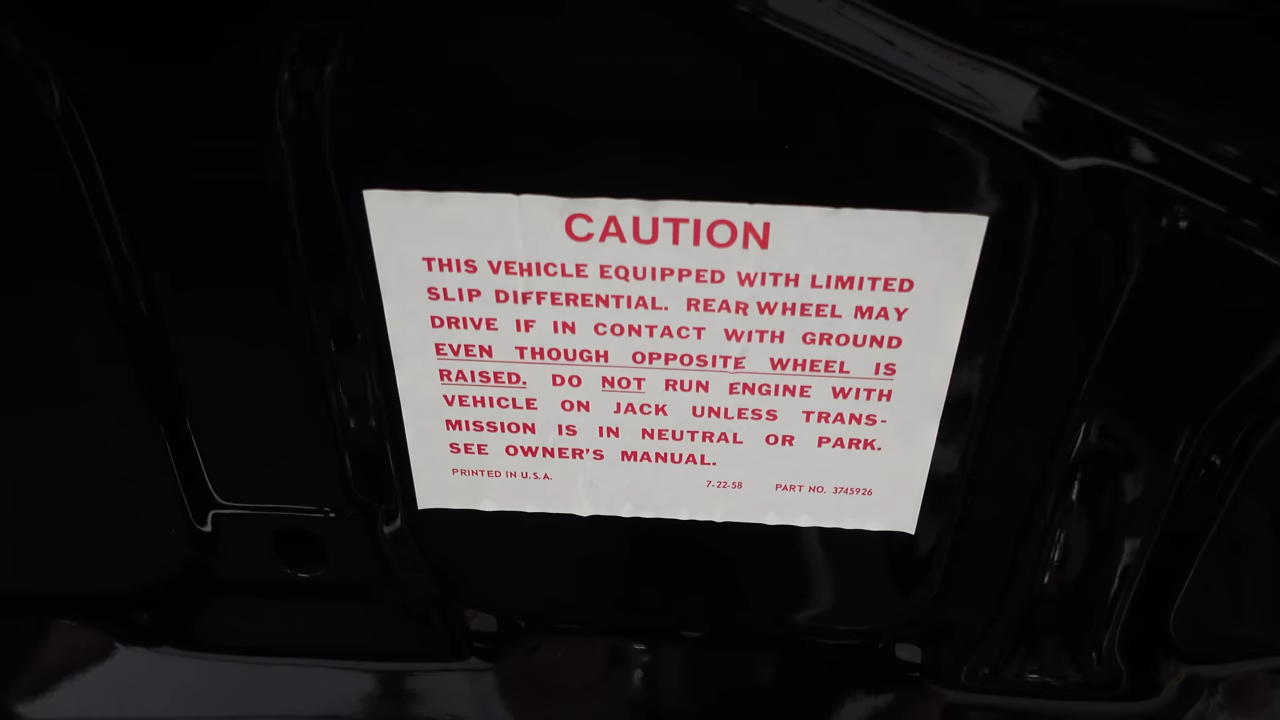 CAUTION
THIS VEHICLE EQUIPPED WITH LIMITED
SLIP DIFFERENTIAL. REAR WHEEL MAY
DRIVE IF IN CONTACT WITH GROUND
EVEN THOUGH OPPOSITE WHEEL IS
RAISED. DO NOT RUN ENGINE WITH
VEHICLE ON JACK UNLESS TRANS-
MISSION IS IN NEUTRAL OR PARK.
SEE OWNER'S MANUAL.
PRINTED IN U.S.A. 7-22-58 PART NO. 3745926